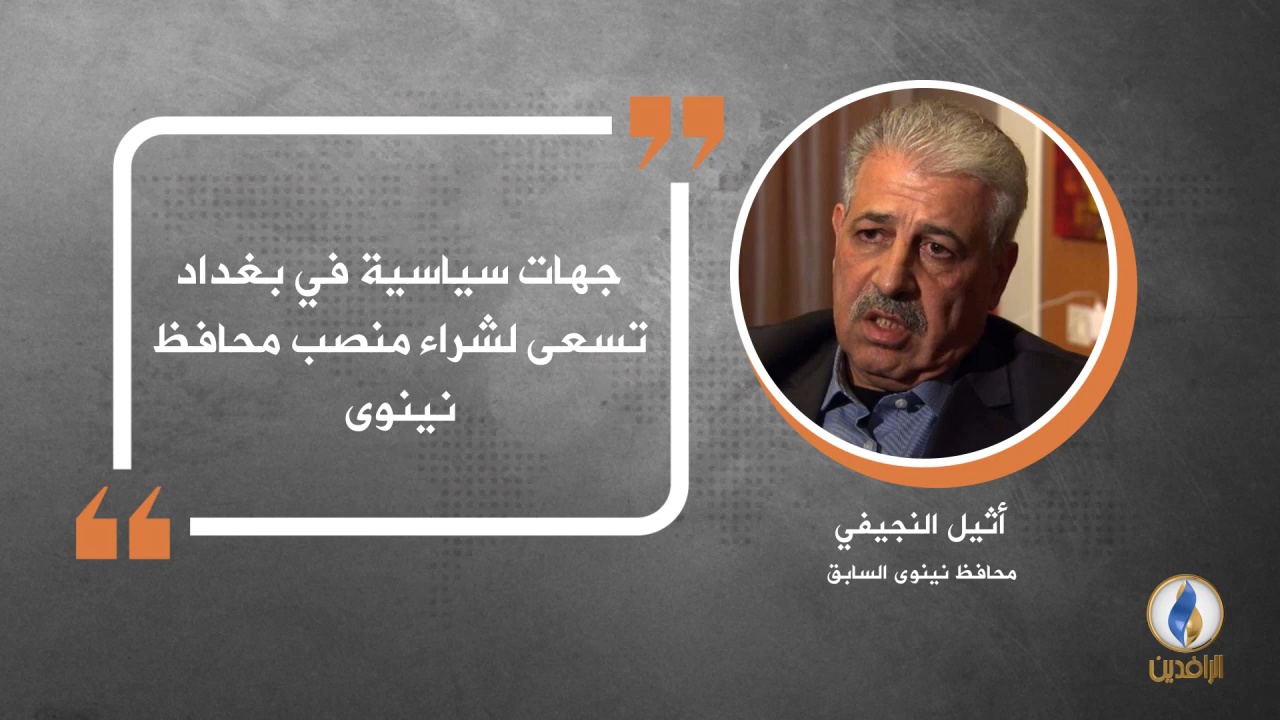 جهات سياسية في بغداد
تسعى لشراء منصب محافظ
نينوى
أثيل النجيفي
محافظ نينوى السابق
الرافدين